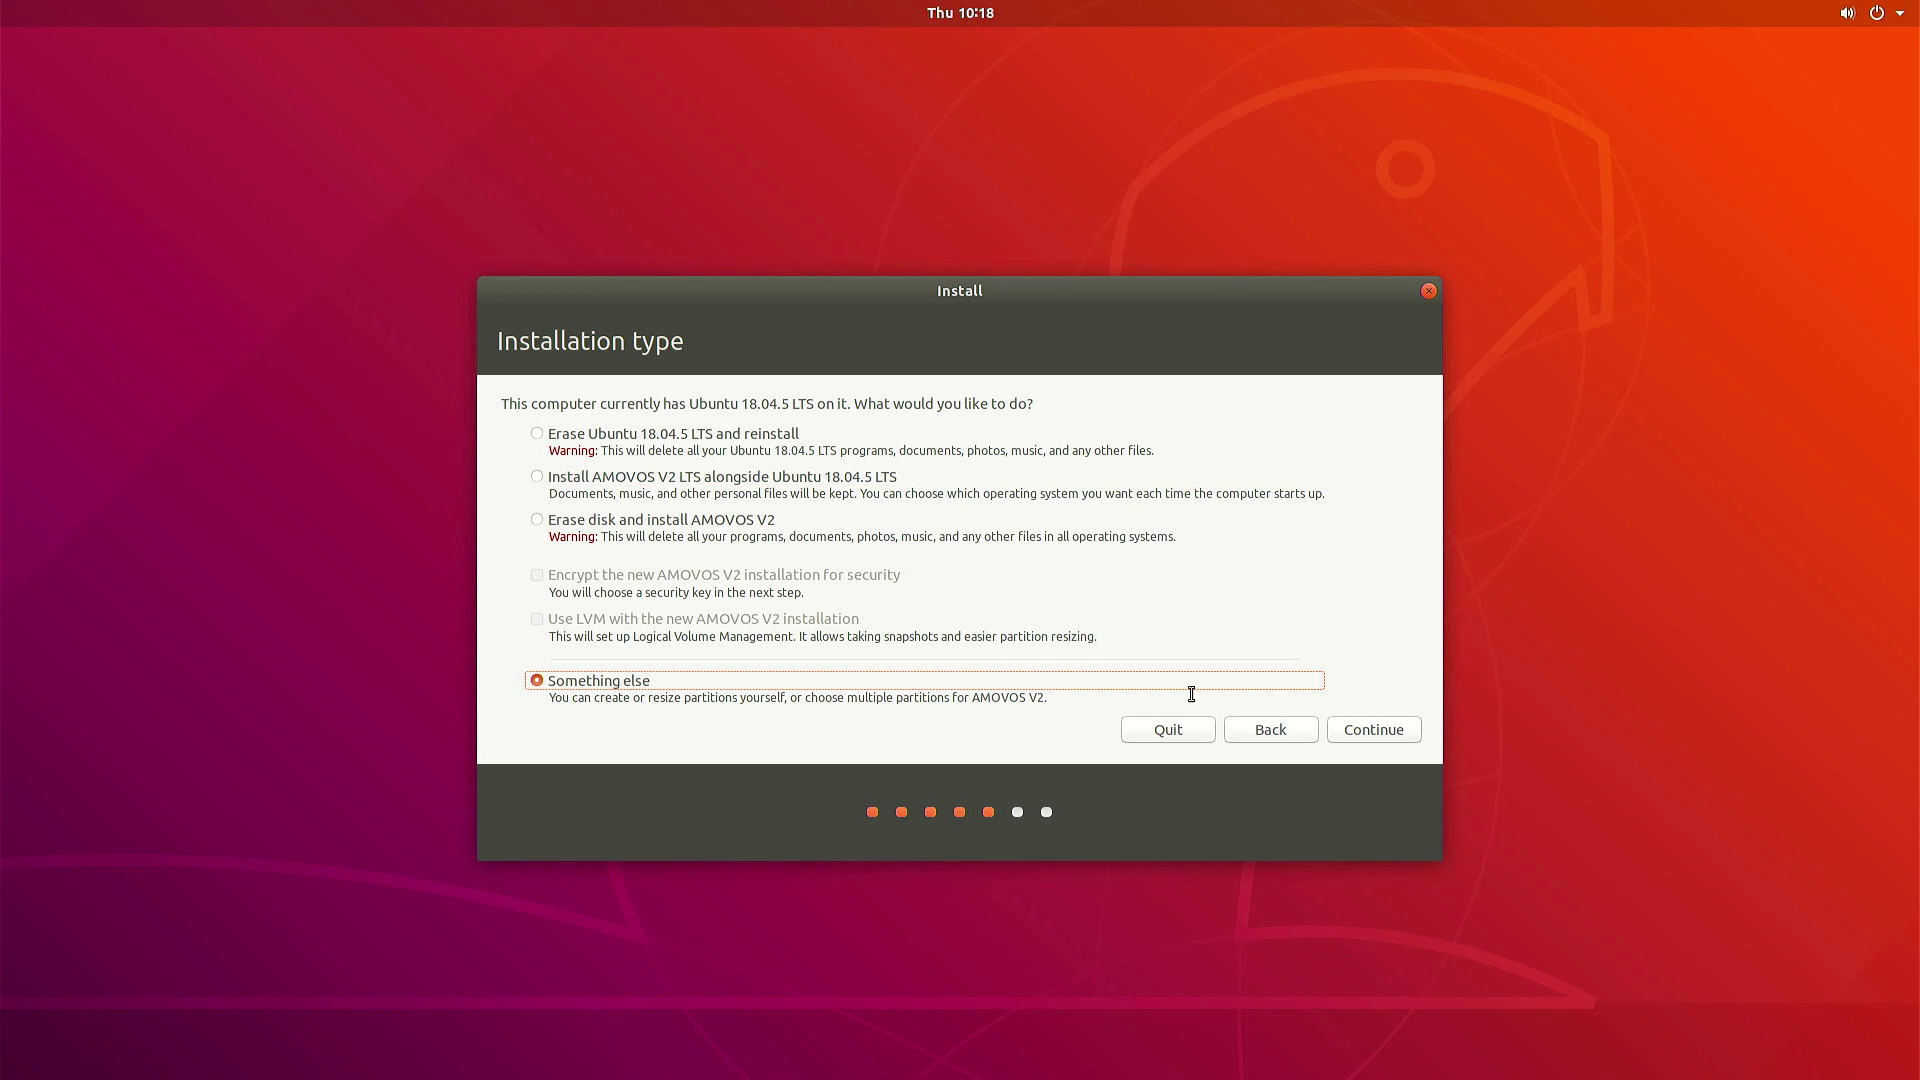 Thu 10:18
Install
Installation type
This computer currently has Ubuntu 18.04.5 LTS on it. What would you like to do?
Erase Ubuntu 18.04.5 LTS and reinstall
Warning: This will delete all your Ubuntu 18.04.5 LTS programs, documents, photos, music, and any other files.
Install AMOVOS V2 LTS alongside Ubuntu 18.04.5 LTS
Documents, music, and other personal files will be kept. You can choose which operating system you want each time the computer starts up.
Erase disk and install AMOVOS V2
Warning: This will delete all your programs, documents, photos, music, and any other files in all operating systems.
Encrypt the new AMOVOS V2 installation for security
You will choose a security key in the next step.
Use LVM with the new AMOVOS V2 installation
This will set up Logical Volume Management. It allows taking snapshots and easier partition resizing.
Something else
You can create or resize partitions yourself, or choose multiple partitions for AMOVOS V2.
Quit Back Continue